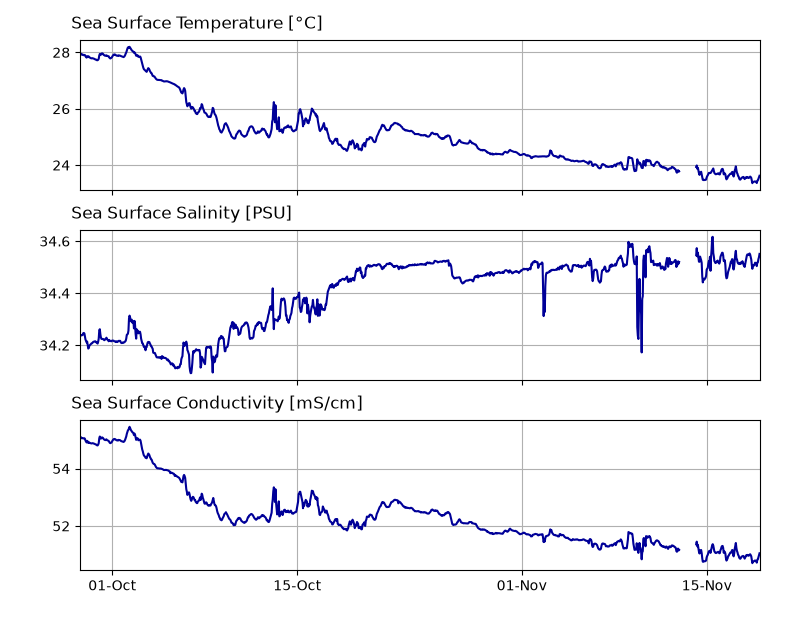 Sea Surface Temperature [°C]
28
26
24
Sea Surface Salinity [PSU]
34.6
34.4
34.2
Sea Surface Conductivity [mS/cm]
54
52
01-Oct 15-Oct 01-Nov 15-Nov